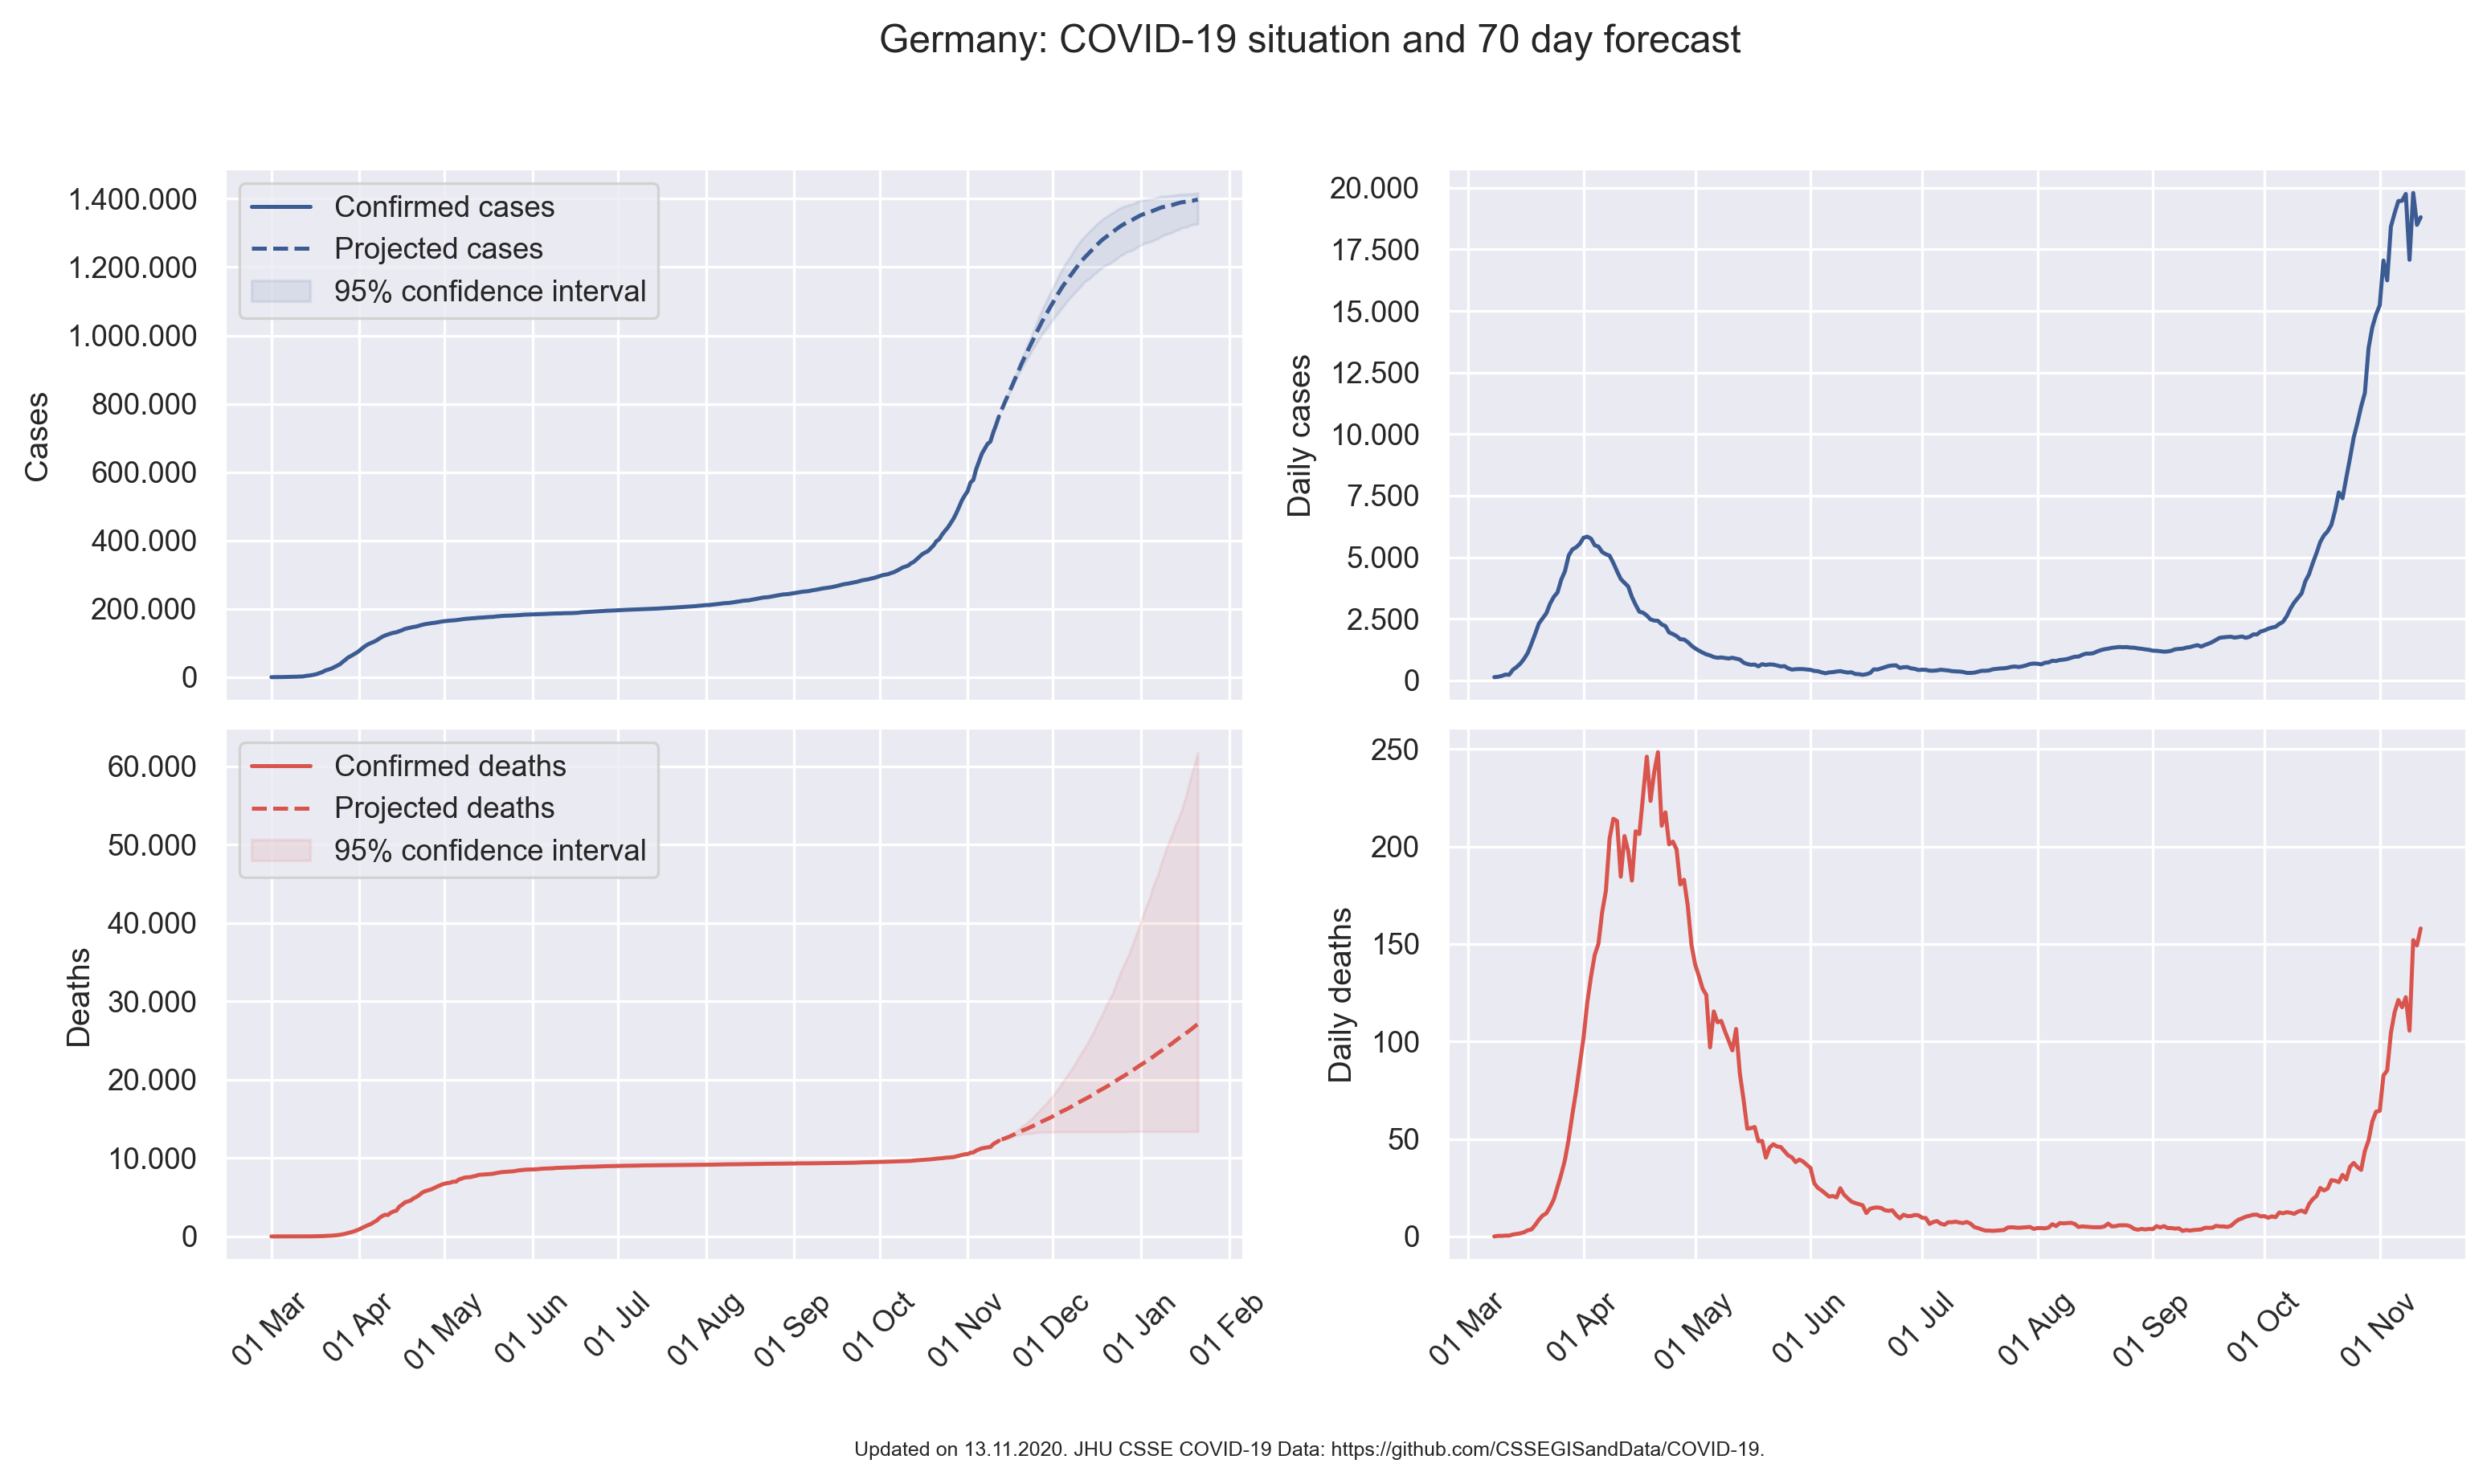 Germany: COVID-19 situation and 70 day forecast
1.400.000
1.200.000
1.000.000
800.000
600.000
400.000
200.000
0
Cases
Confirmed cases
Projected cases
95% confidence interval
20.000
17.500
15.000
12.500
10.000
7.500
5.000
2.500
0
Daily cases
60.000
50.000
40.000
30.000
20.000
10.000
0
Deaths
Confirmed deaths
Projected deaths
95% confidence interval
01 Mar
01 Apr
01 May
01 Jun
01 Jul
01 Aug
01 Sep
01 Oct
01 Nov
01 Dec
01 Jan
01 Feb
250
200
150
100
50
0
Daily deaths
01 Mar
01 Apr
01 May
01 Jun
01 Jul
01 Aug
01 Sep
01 Oct
01 Nov
Updated on 13.11.2020. JHU CSSE COVID-19 Data: https://github.com/CSSEGISandData/COVID-19.